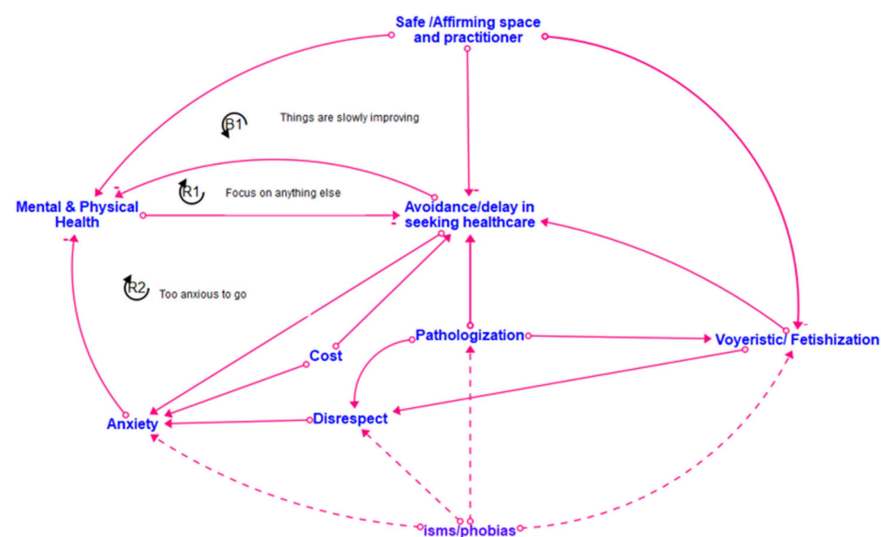 Safe /Affirming space
and practitioner
B1
Things are slowly improving
R1
Focus on anything else
Mental & Physical
Health
Avoidance/delay in
seeking healthcare
R2
Too anxious to go
Pathologization
Voyeristic/ Fetishization
Cost
Disrespect
Anxiety
isms/phobias